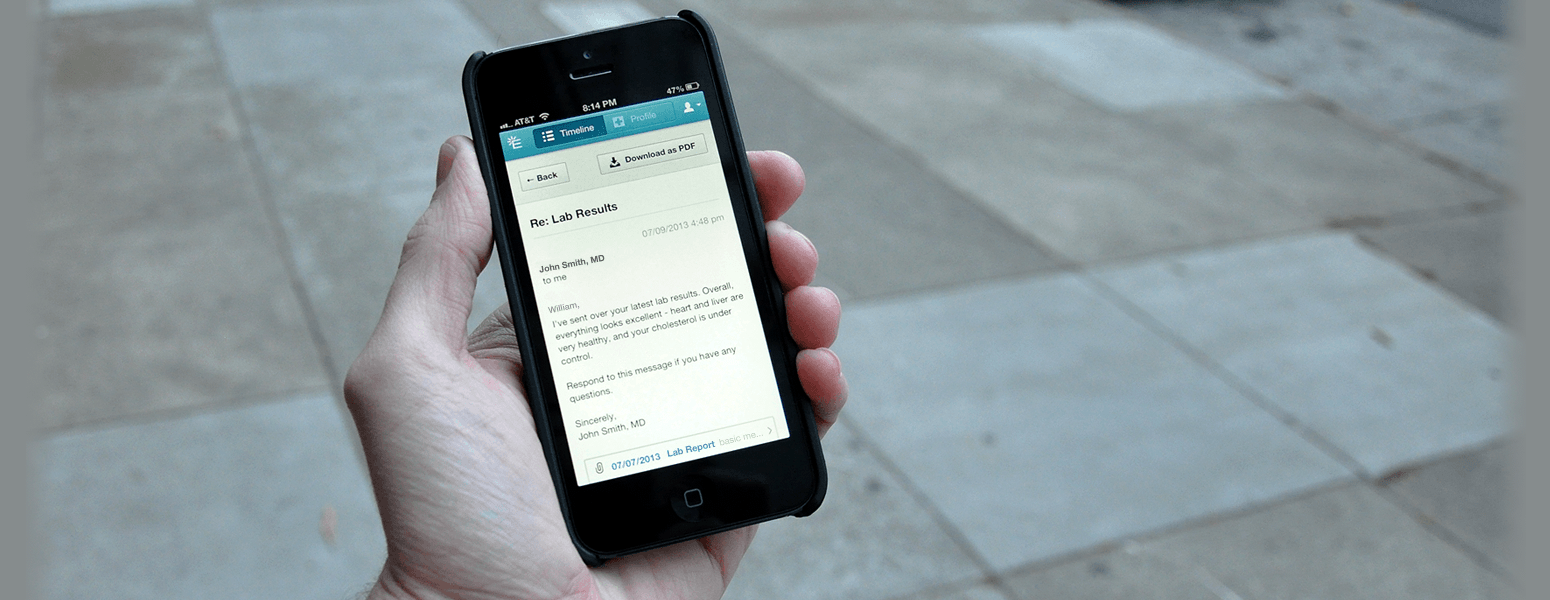 AT&T 8:14 PM 47%
Timeline Profile
← Back Download as PDF
Re: Lab Results
07/09/2013 4:48 pm
John Smith, MD
to me
William,
I've sent over your latest lab results. Overall,
everything looks excellent - heart and liver are
very healthy, and your cholesterol is under
control.
Respond to this message if you have any
questions.
Sincerely,
John Smith, MD
07/07/2013 Lab Report basic me...